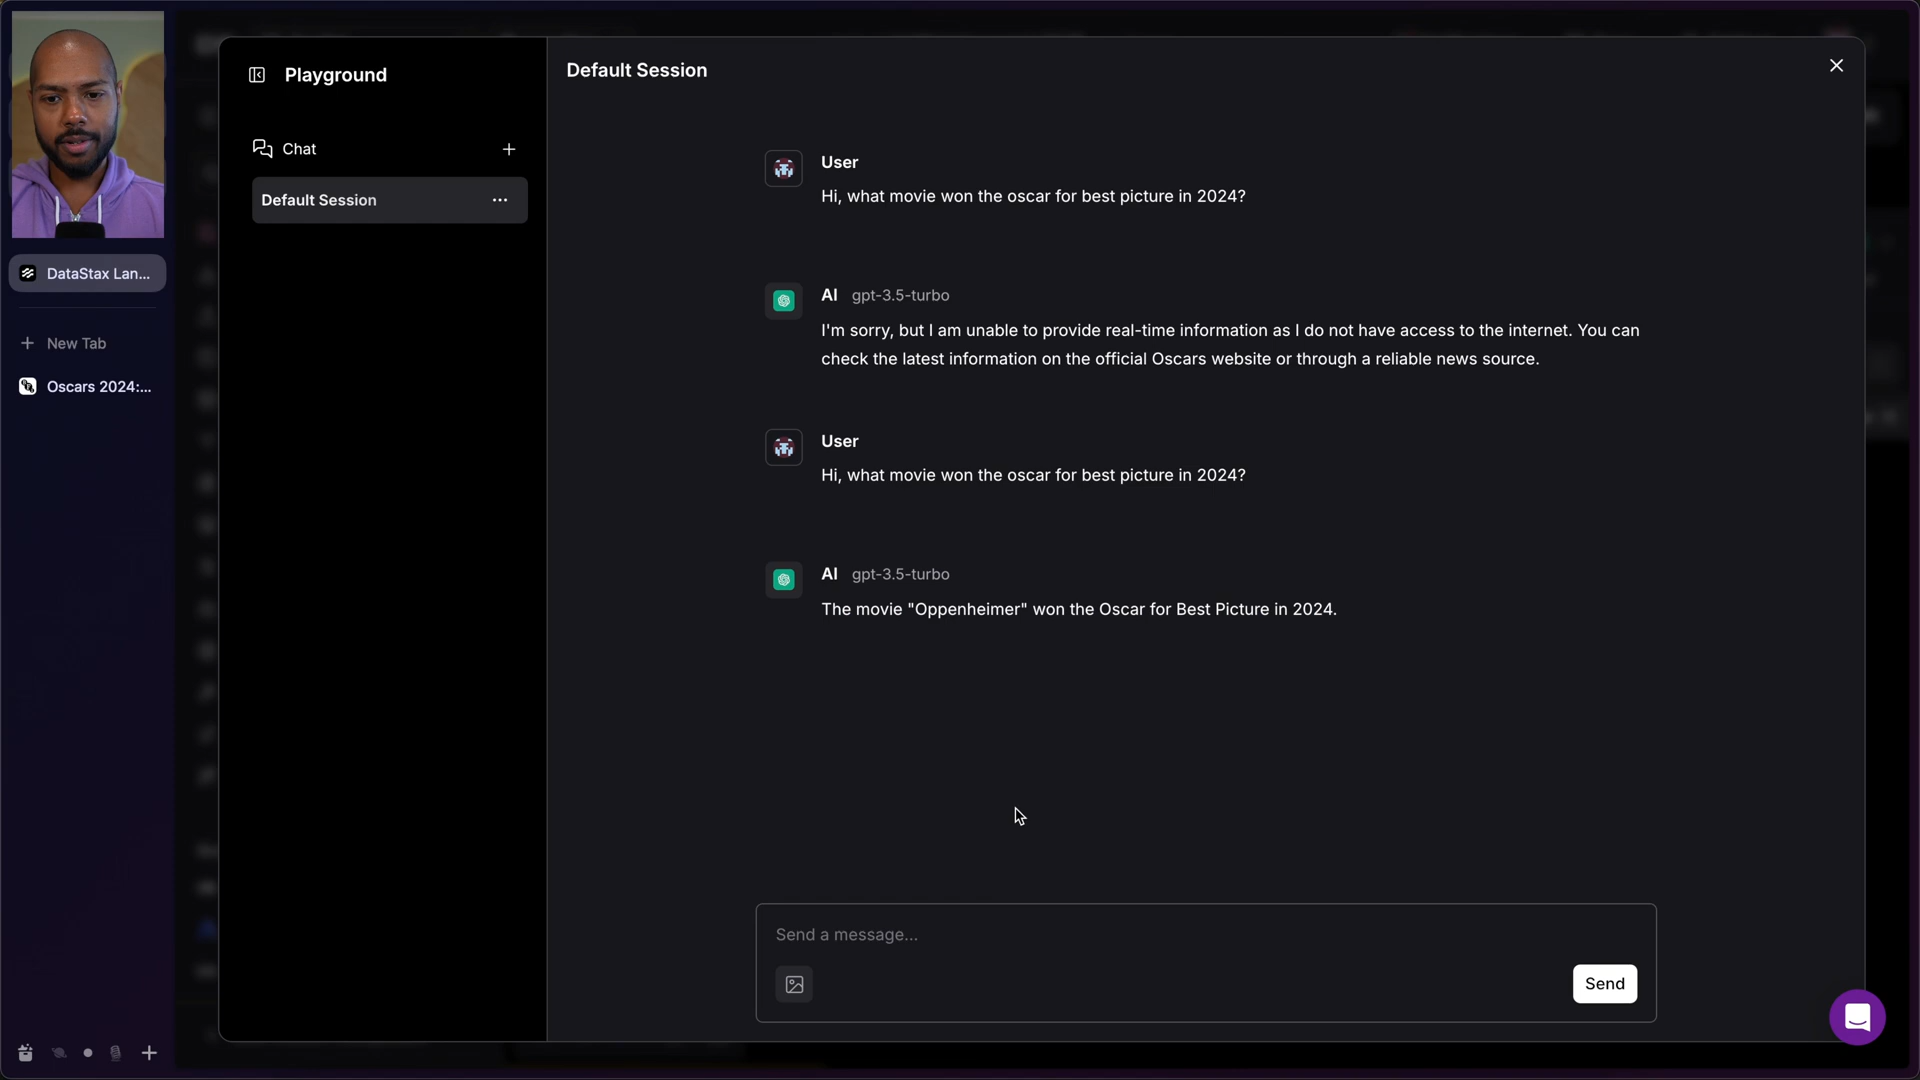 Playground
Default Session
Chat
Default Session
DataStax Lan...
New Tab
Oscars 2024:...
User
Hi, what movie won the oscar for best picture in 2024?
AI gpt-3.5-turbo
I'm sorry, but I am unable to provide real-time information as I do not have access to the internet. You can
check the latest information on the official Oscars website or through a reliable news source.
User
Hi, what movie won the oscar for best picture in 2024?
AI gpt-3.5-turbo
The movie "Oppenheimer" won the Oscar for Best Picture in 2024.
Send a message...
Send